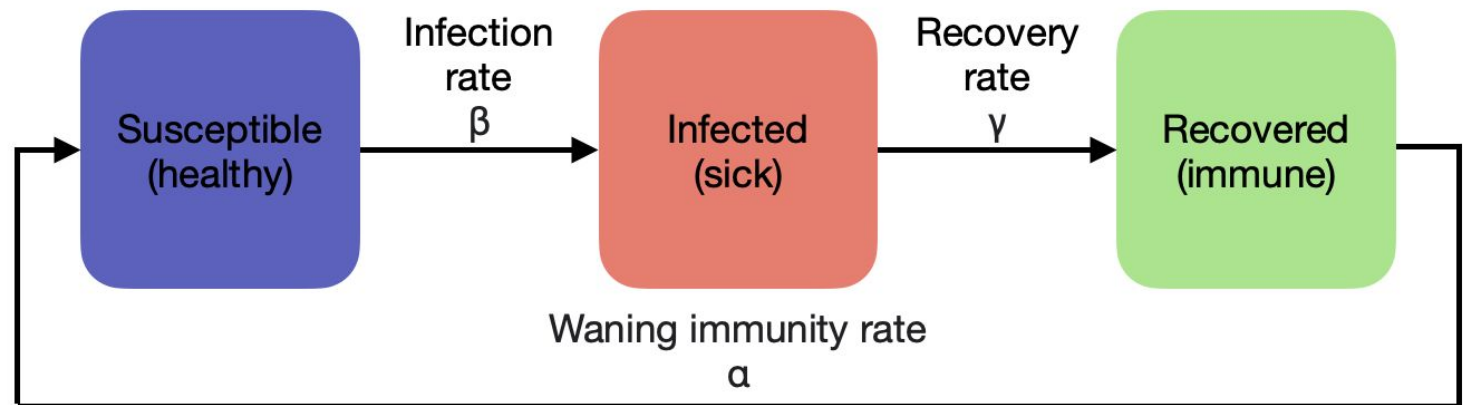 Susceptible
(healthy)
Infection
rate
β
Infected
(sick)
Recovery
rate
γ
Recovered
(immune)
Waning immunity rate
α